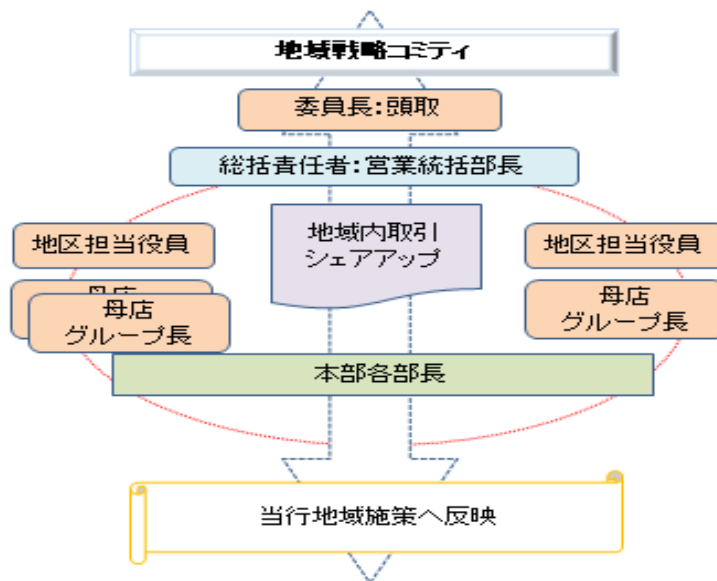 地域戦略コミティ
委員長:頭取
総括責任者:営業統括部長
地区担当役員
地域内取引
シェアアップ
地区担当役員
母店
母店
グループ長
母店
グループ長
本部各部長
当行地域施策へ反映